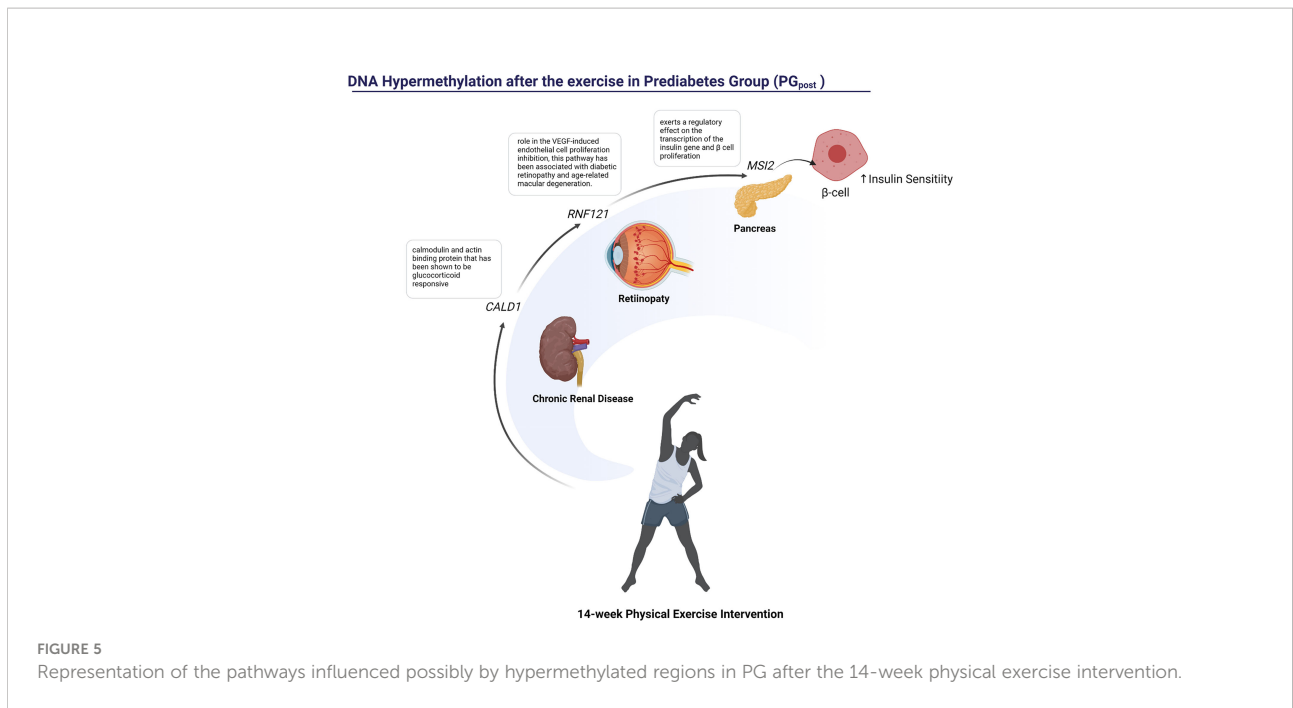 DNA Hypermethylation after the exercise in Prediabetes Group (PGpost )
exerts a regulatory
effect on the
transcription of the
insulin gene and β cell
proliferation
role in the VEGF-induced
endothelial cell proliferation
inhibition, this pathway has
been associated with diabetic
retinopathy and age-related
macular degeneration.
MSI2
↑Insulin Sensitiity
β-cell
RNF121
Pancreas
calmodulin and actin
binding protein that has
been shown to be
glucocorticoid
responsive
Retiinopaty
CALD1
Chronic Renal Disease
14-week Physical Exercise Intervention
FIGURE 5
Representation of the pathways influenced possibly by hypermethylated regions in PG after the 14-week physical exercise intervention.